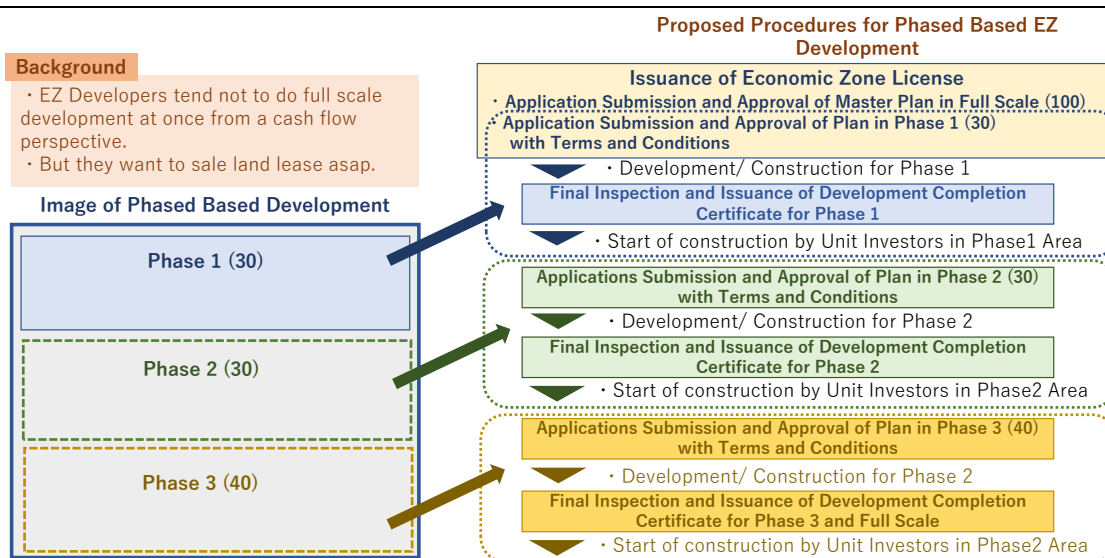 Proposed Procedures for Phased Based EZ
Development
Background
・EZ Developers tend not to do full scale
development at once from a cash flow
perspective.
・But they want to sale land lease asap.
Image of Phased Based Development
Phase 1 (30)
Phase 2 (30)
Phase 3 (40)
Issuance of Economic Zone License
・Application Submission and Approval of Master Plan in Full Scale (100)
Application Submission and Approval of Plan in Phase 1 (30)
with Terms and Conditions
・Development/ Construction for Phase 1
Final Inspection and Issuance of Development Completion
Certificate for Phase 1
・Start of construction by Unit Investors in Phase1 Area
Applications Submission and Approval of Plan in Phase 2 (30)
with Terms and Conditions
・Development/ Construction for Phase 2
Final Inspection and Issuance of Development Completion
Certificate for Phase 2
・Start of construction by Unit Investors in Phase2 Area
Applications Submission and Approval of Plan in Phase 3 (40)
with Terms and Conditions
・Development/ Construction for Phase 2
Final Inspection and Issuance of Development Completion
Certificate for Phase 3 and Full Scale
・Start of construction by Unit Investors in Phase2 Area